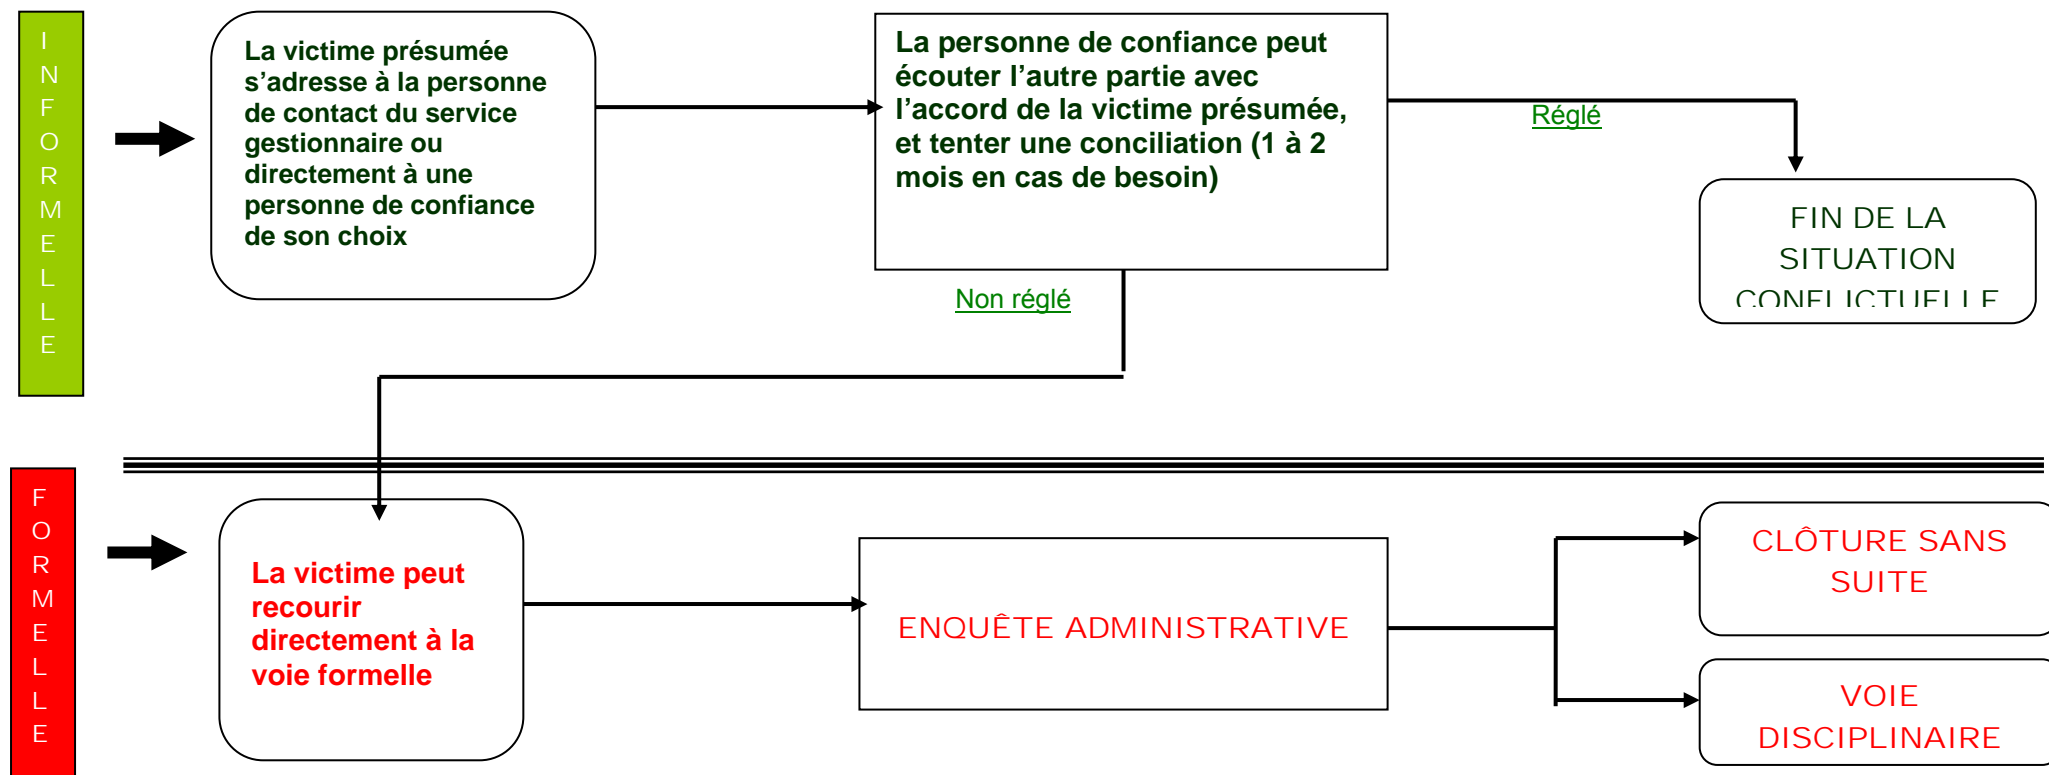 INFORMELLE
La victime présumée
s’adresse à la personne
de contact du service
gestionnaire ou
directement à une
personne de confiance
de son choix
La personne de confiance peut
écouter l’autre partie avec
l’accord de la victime présumée,
et tenter une conciliation (1 à 2
mois en cas de besoin)
Réglé
Non réglé
FIN DE LA
SITUATION
CONFLICTUELLE
FORMELLE
La victime peut
recourir
directement à la
voie formelle
ENQUÊTE ADMINISTRATIVE
CLÔTURE SANS
SUITE
VOIE
DISCIPLINAIRE